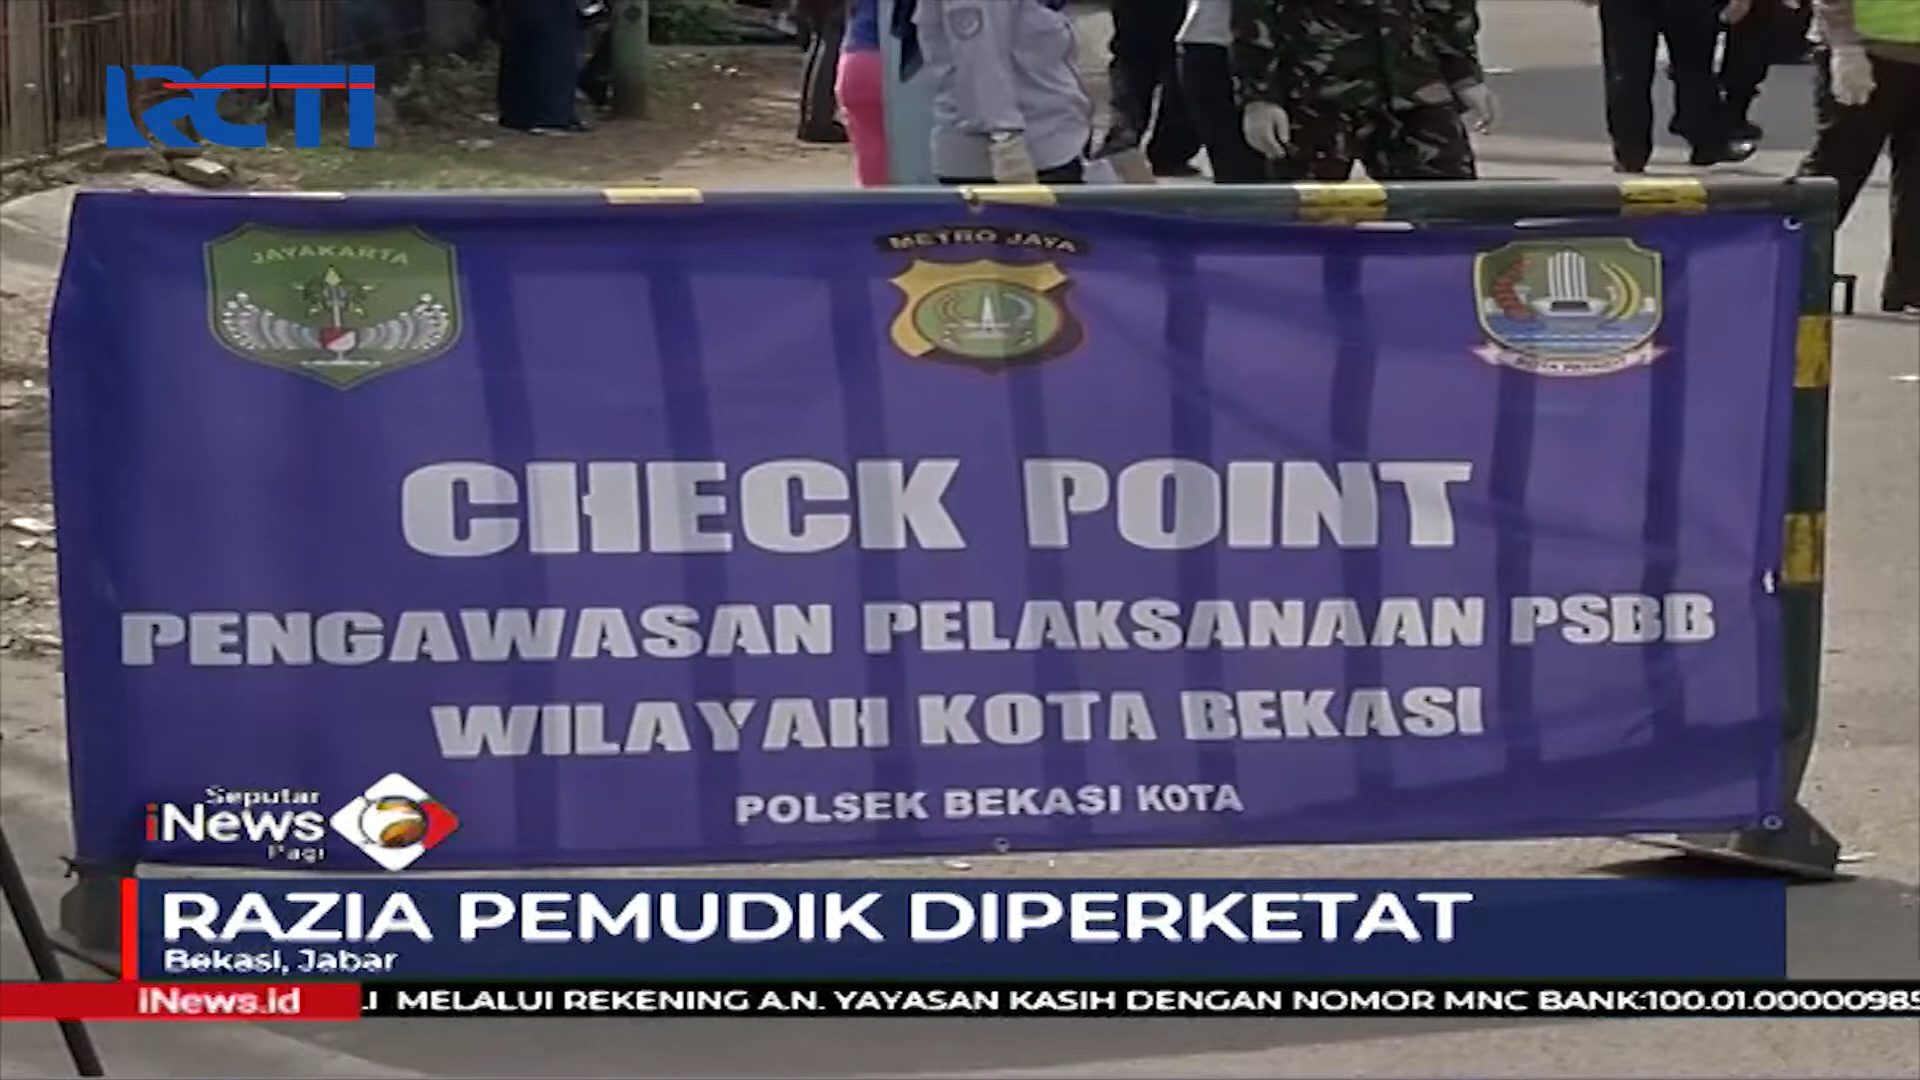 RCTI
JAYAKARTA
METRO JAYA
CHECK POINT
PENGAWASAN PELAKSANAAN PSBB
WILAYAH KOTA BEKASI
POLSEK BEKASI KOTA
Seputar
iNews
Pagi
RAZIA PEMUDIK DIPERKETAT
Bekasi, Jabar
iNews.id LI MELALUI REKENING A.N. YAYASAN KASIH DENGAN NOMOR MNC BANK:100.01.00000985